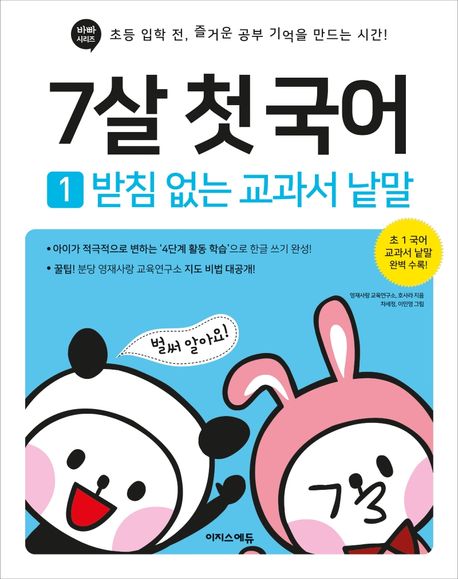 바빠
시리즈
초등 입학 전, 즐거운 공부 기억을 만드는 시간!
7살 첫 국어
1 받침 없는 교과서 낱말
• 아이가 적극적으로 변하는 '4단계 활동 학습'으로 한글 쓰기 완성!
• 꿀팁! 분당 영재사랑 교육연구소 지도 비법 대공개!
초 1 국어
교과서 낱말
완벽 수록!
영재사랑 교육연구소, 호사라 지음
차세정, 이민영 그림
벌써 알아요!
이지스에듀